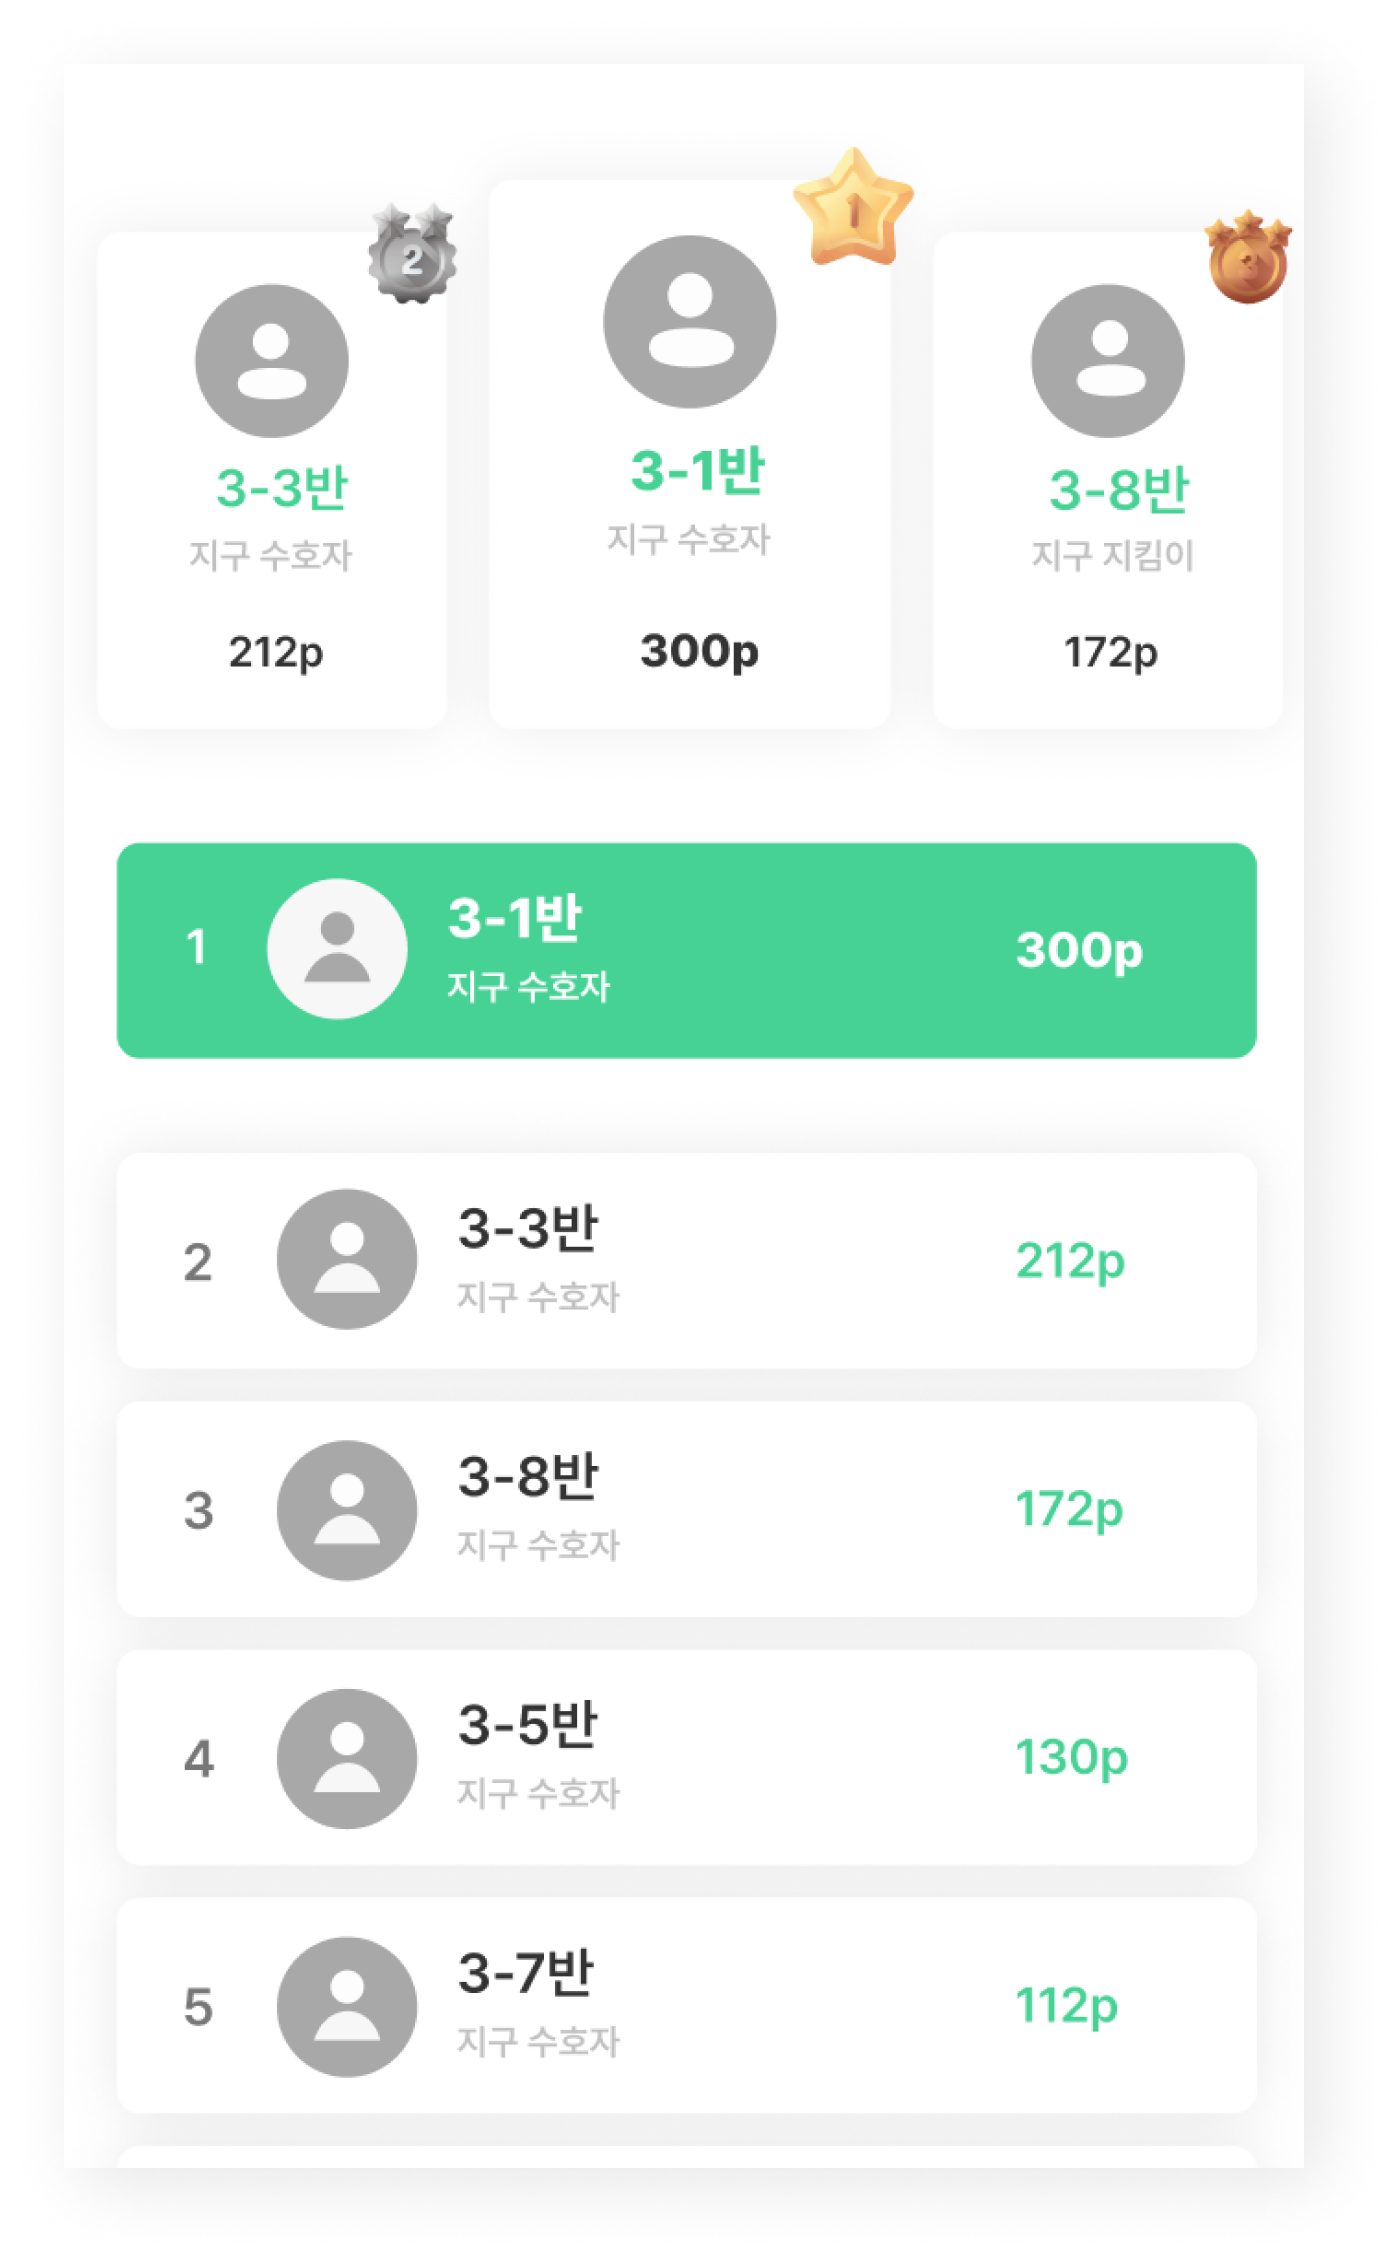 2
1
3
3-3반
지구 수호자
212p
3-1반
지구 수호자
300p
3-8반
지구 지킴이
172p
1
3-1반
지구 수호자
300p
2
3-3반
지구 수호자
212p
3
3-8반
지구 수호자
172p
4
3-5반
지구 수호자
130p
5
3-7반
지구 수호자
112p